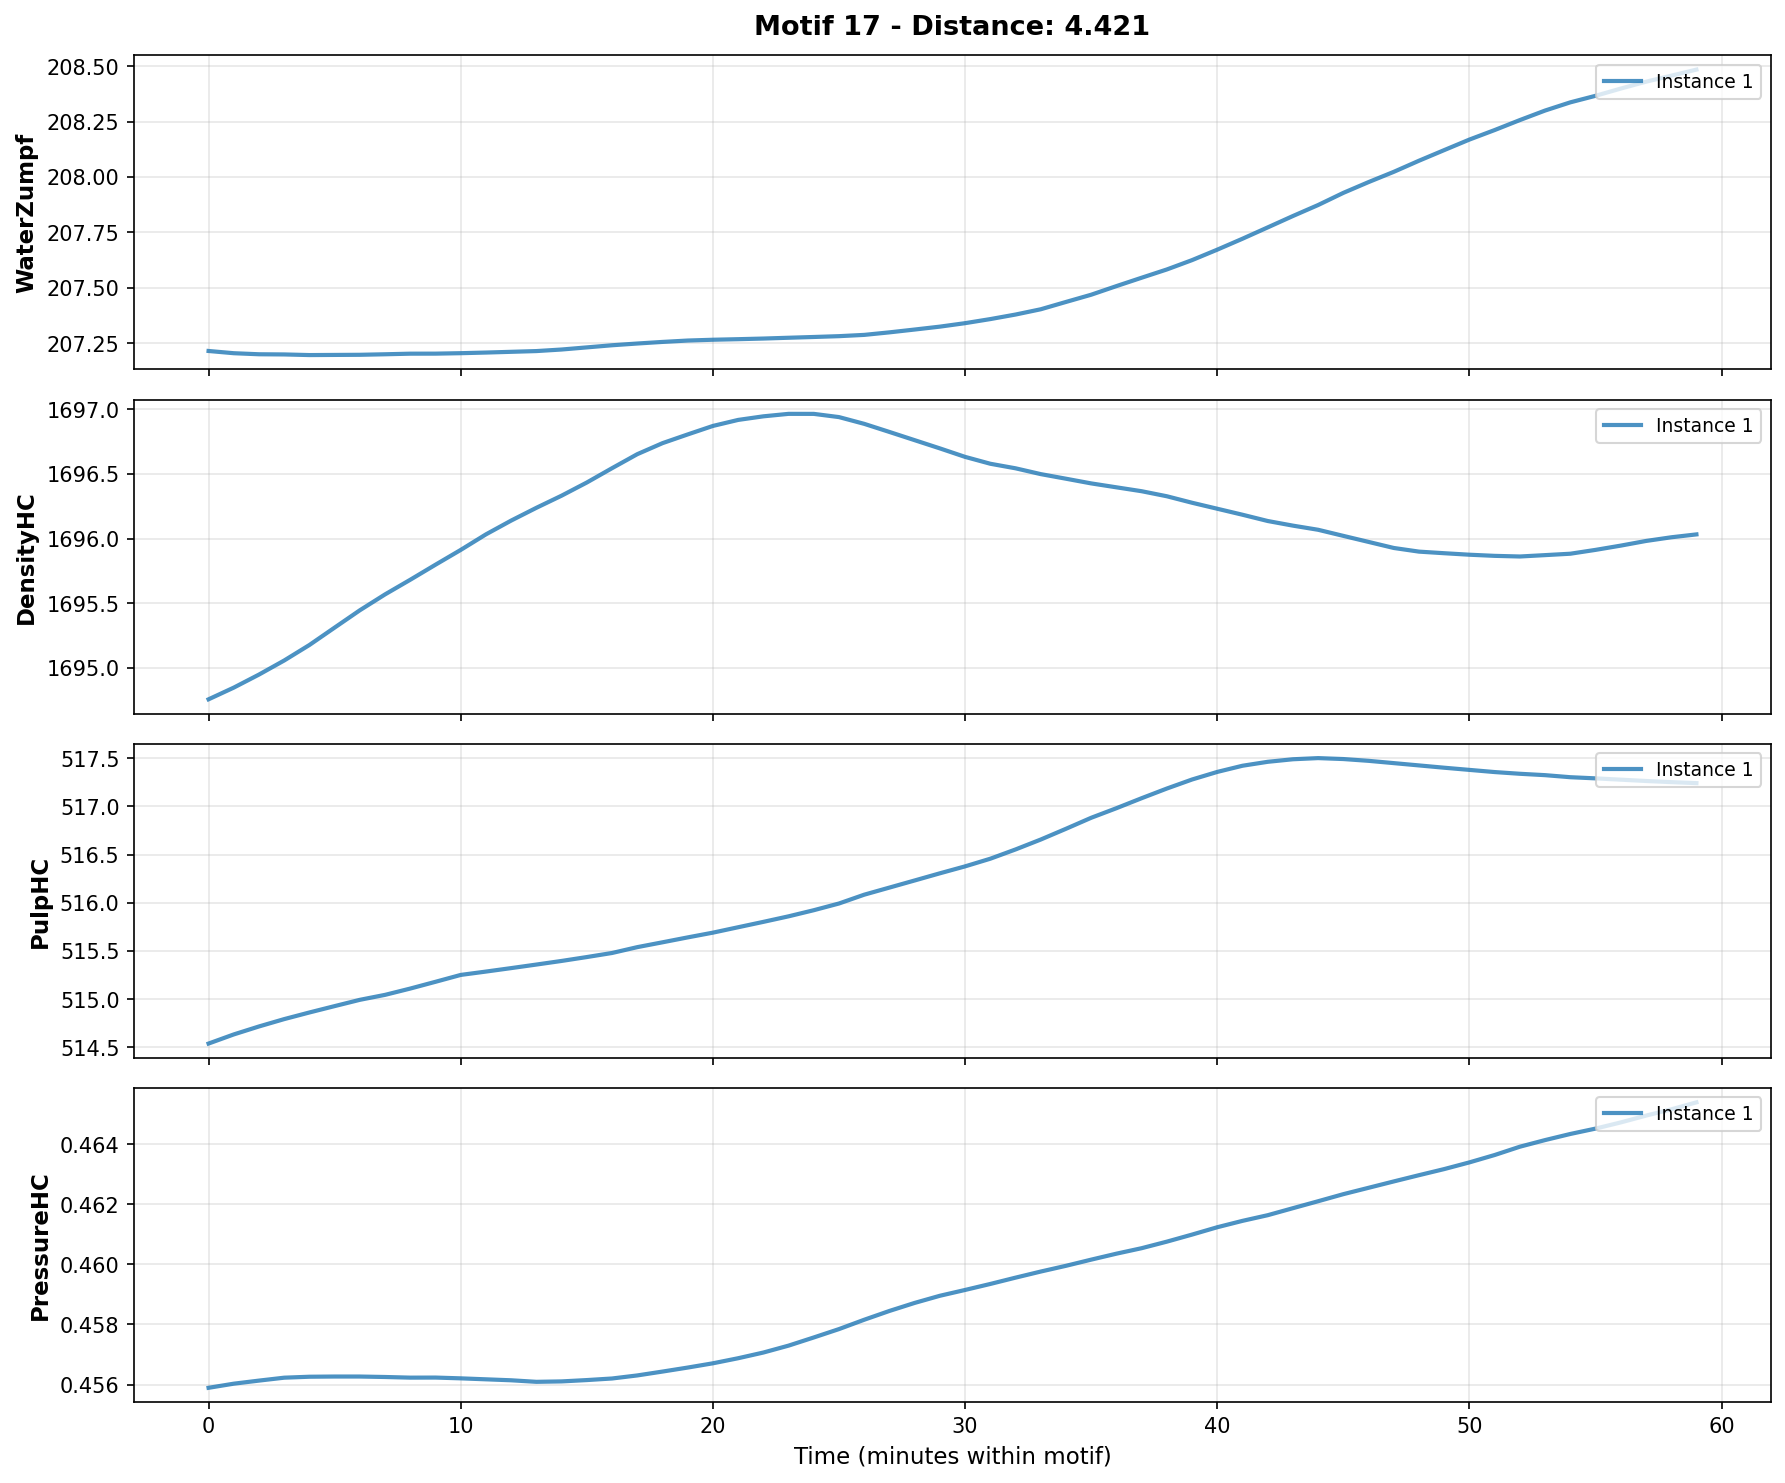 Motif 17 - Distance: 4.421
WaterZumpf
208.50
208.25
208.00
207.75
207.50
207.25
Instance 1
DensityHC
1697.0
1696.5
1696.0
1695.5
1695.0
Instance 1
PulpHC
517.5
517.0
516.5
516.0
515.5
515.0
514.5
Instance 1
PressureHC
0.464
0.462
0.460
0.458
0.456
Instance 1
0 10 20 30 40 50 60
Time (minutes within motif)